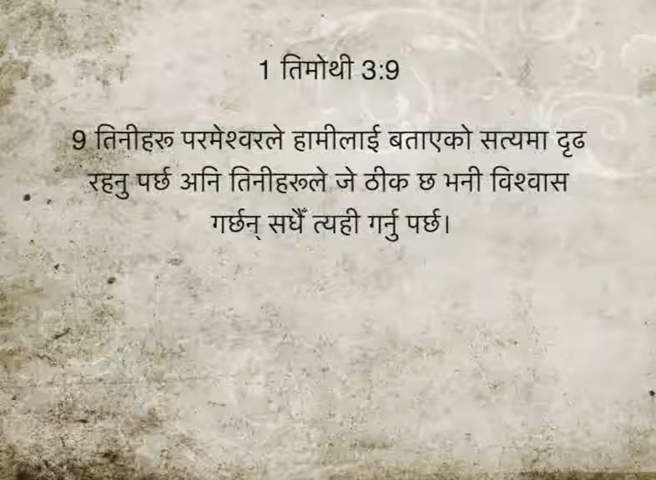 1 तिमोथी 3:9
9 तिनीहरू परमेश्वरले हामीलाई बताएको सत्यमा दृढ
रहनु पर्छ अनि तिनीहरूले जे ठीक छ भनी विश्वास
गर्छन् सधैँ त्यही गर्नु पर्छ।